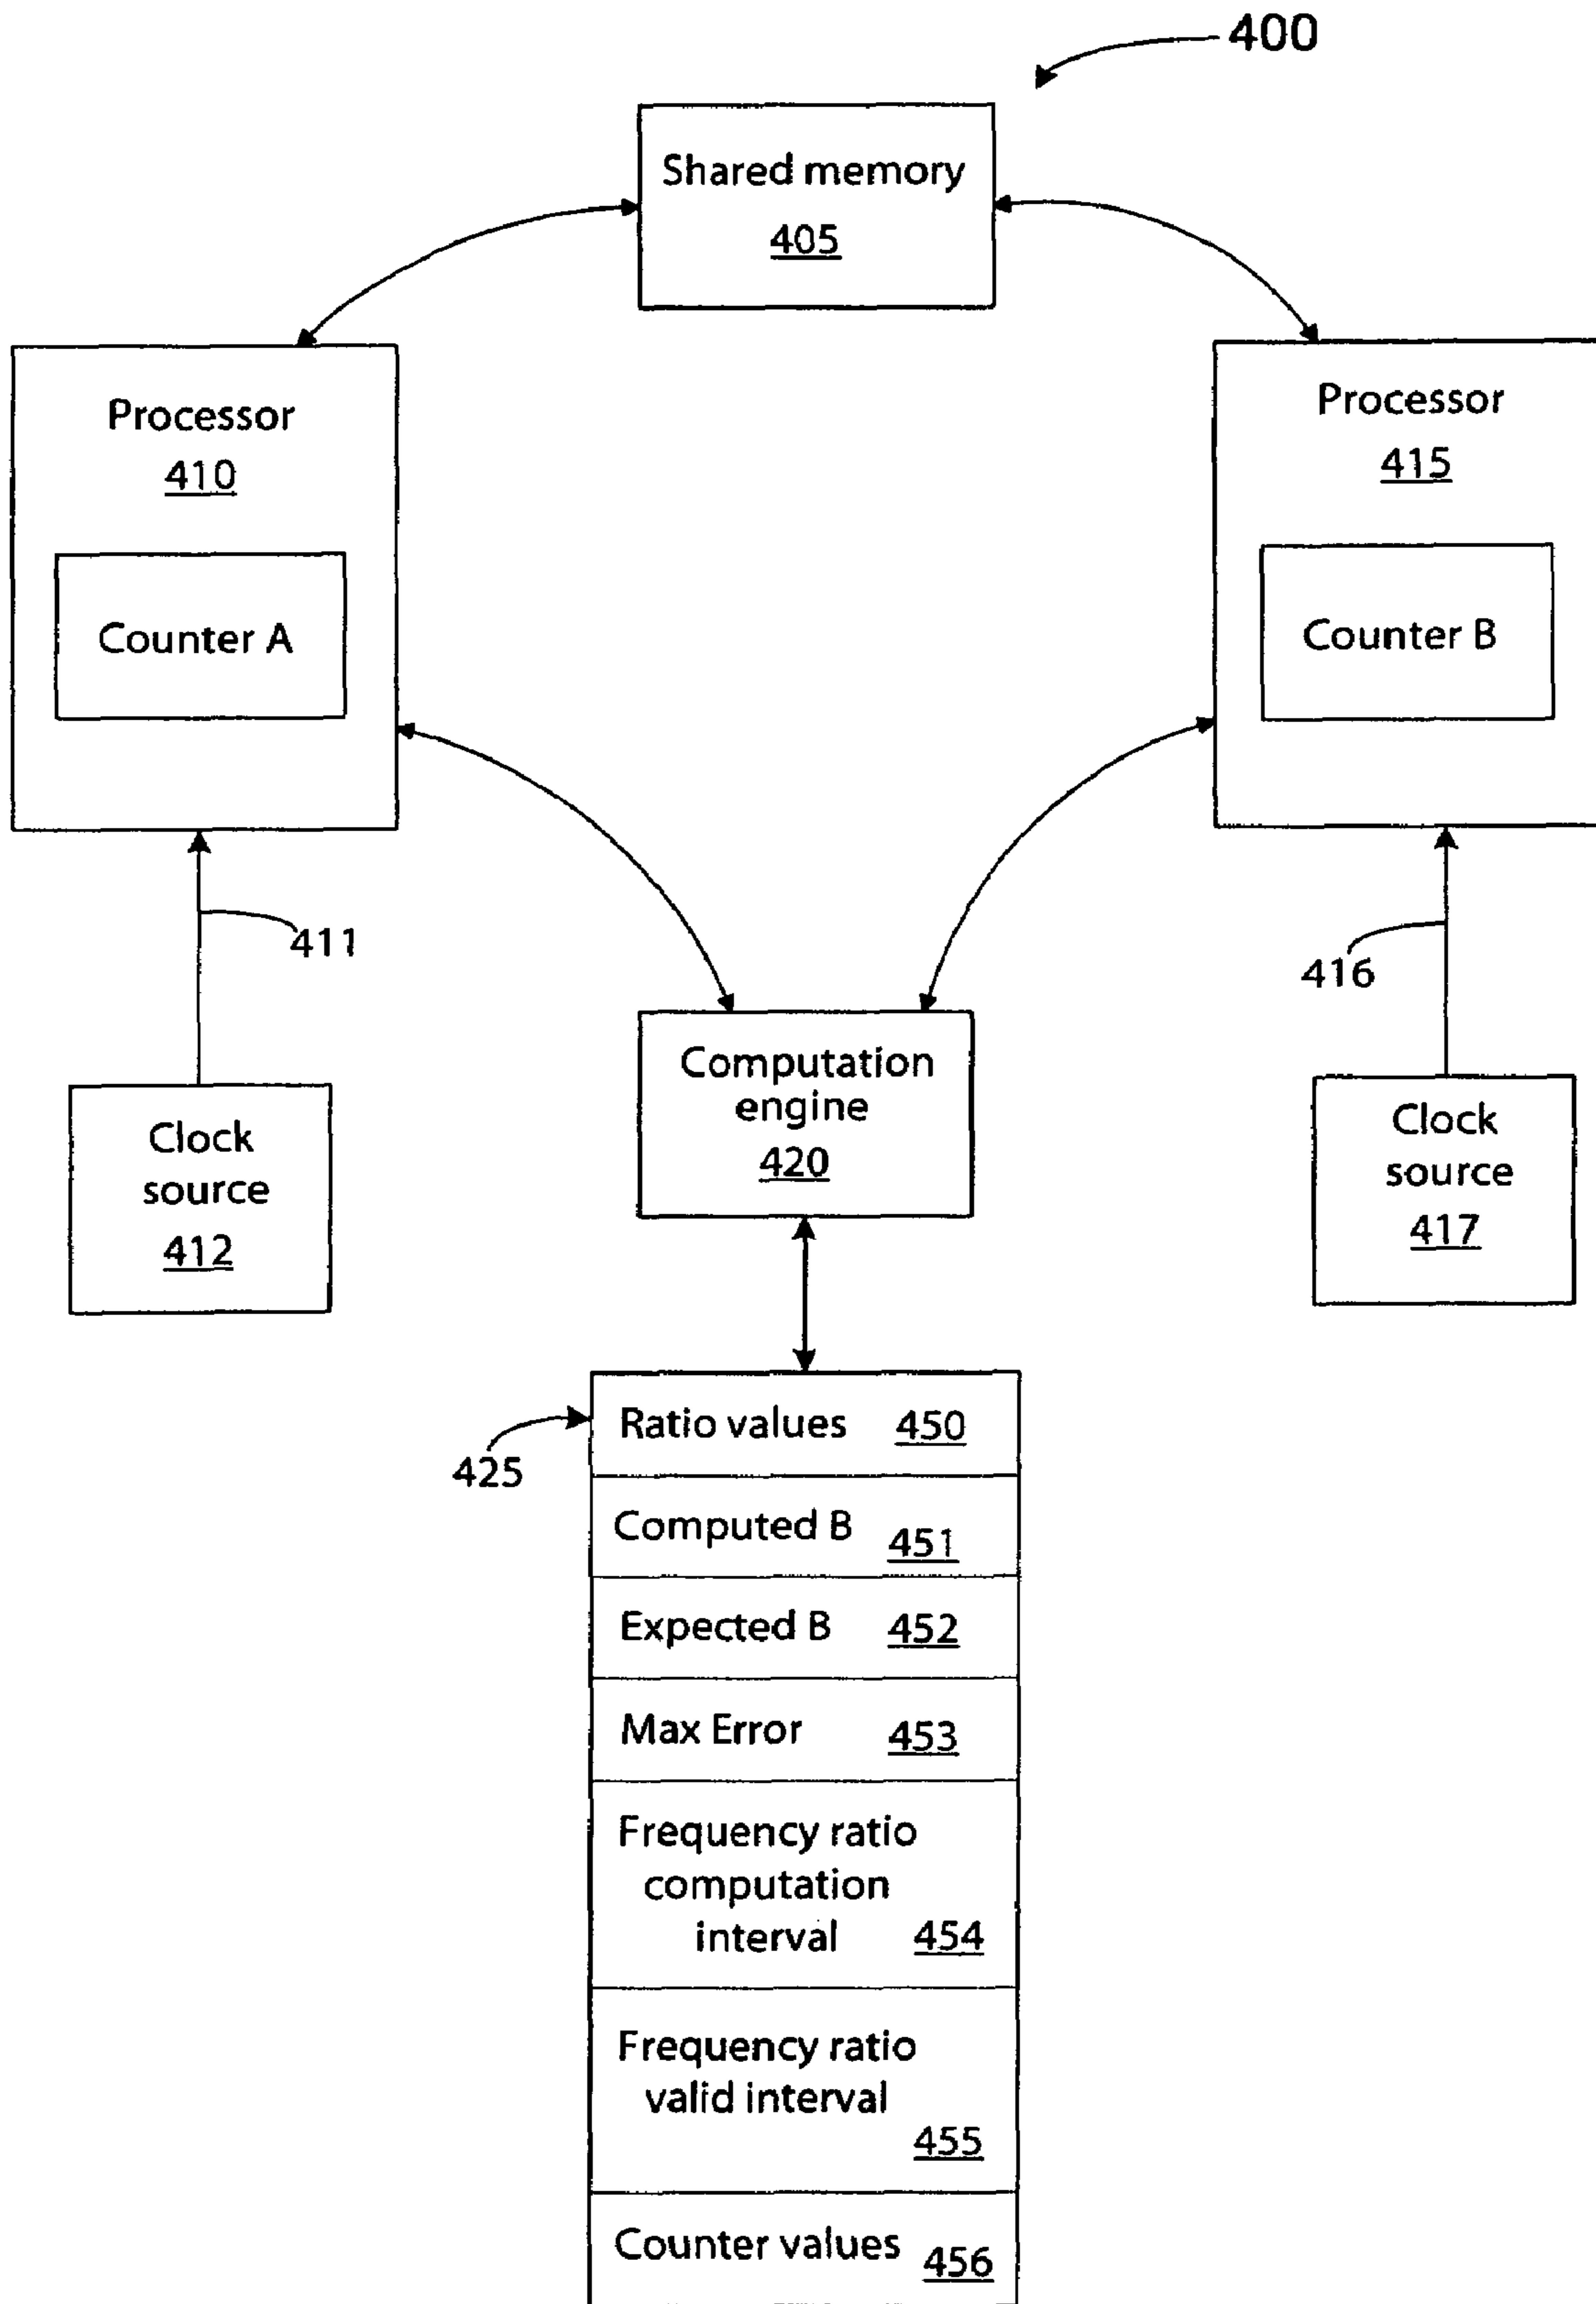 400
Shared memory
405
Processor
410
Counter A
Processor
415
Counter B
411
416
Clock
source
412
Computation
engine
420
Clock
source
417
425
Ratio values 450
Computed B 451
Expected B 452
Max Error 453
Frequency ratio
computation
interval 454
Frequency ratio
valid interval
455
Counter values 456